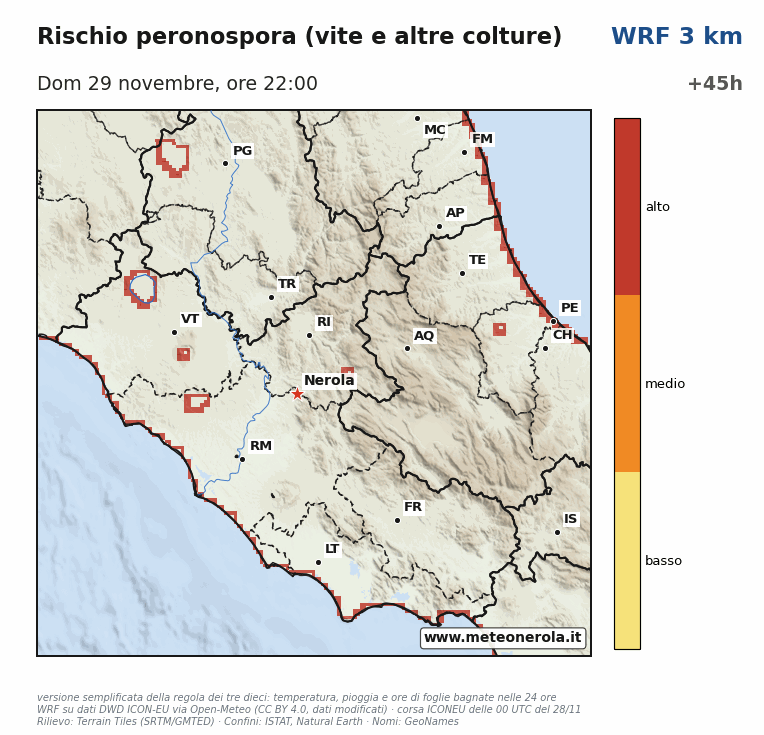 Rischio peronospora (vite e altre colture)
WRF 3 km
Dom 29 novembre, ore 22:00
+45h
MC
FM
PG
AP
TE
TR
PE
VT
RI
AQ
CH
Nerola
RM
FR
IS
LT
www.meteonerola.it
alto
medio
basso
versione semplificata della regola dei tre dieci: temperatura, pioggia e ore di foglie bagnate nelle 24 ore
WRF su dati DWD ICON-EU via Open-Meteo (CC BY 4.0, dati modificati) · corsa ICONEU delle 00 UTC del 28/11
Rilievo: Terrain Tiles (SRTM/GMTED) · Confini: ISTAT, Natural Earth · Nomi: GeoNames